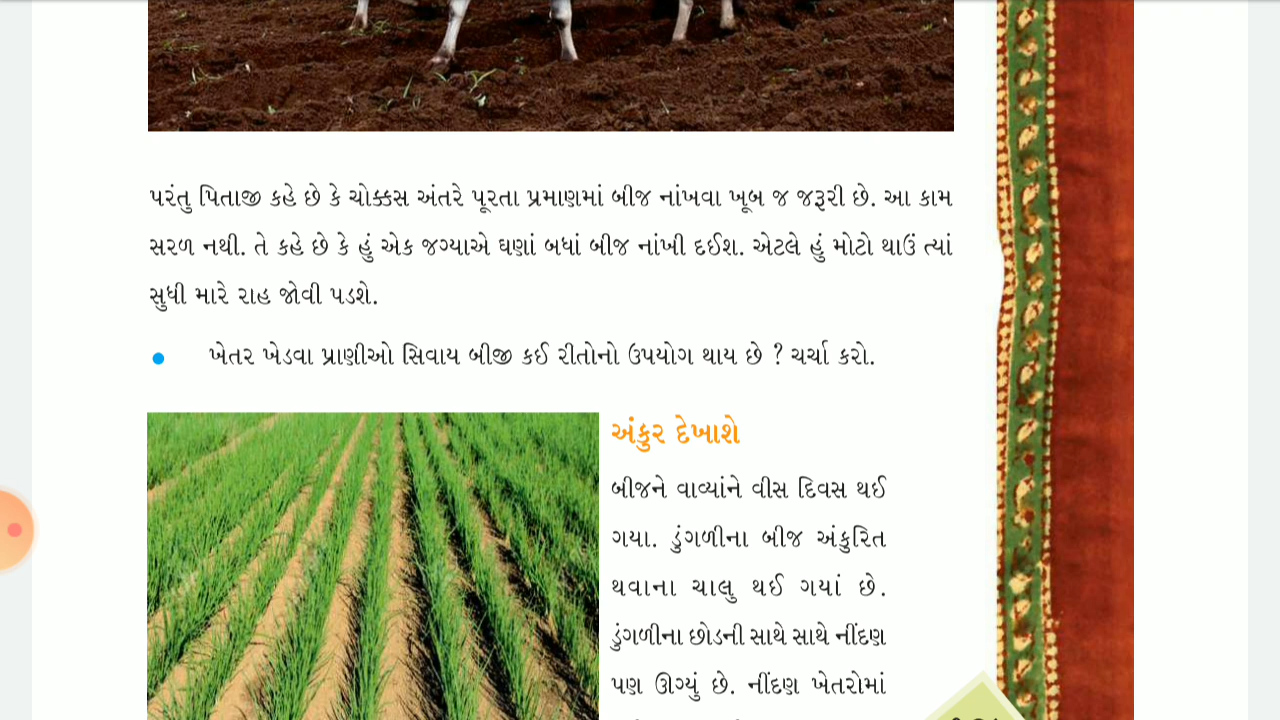 પરંતુ પિતાજી કહે છે કે ચોક્કસ અંતરે પૂરતા પ્રમાણમાં બીજ નાંખવા ખૂબ જ જરૂરી છે. આ કામ
સરળ નથી. તે કહે છે કે હું એક જગ્યાએ ઘણાં બધાં બીજ નાંખી દઈશ. એટલે હું મોટો થાઉં ત્યાં
સુધી મારે રાહ જોવી પડશે.
● ખેતર ખેડવા પ્રાણીઓ સિવાય બીજી કઈ રીતોનો ઉપયોગ થાય છે ? ચર્ચા કરો.
અંકુર દેખાશે
બીજને વાવ્યાંને વીસ દિવસ થઈ
ગયા. ડુંગળીના બીજ અંકુરિત
થવાના ચાલુ થઈ ગયાં છે.
ડુંગળીના છોડની સાથે સાથે નીંદણ
પણ ઊગ્યું છે. નીંદણ ખેતરોમાં